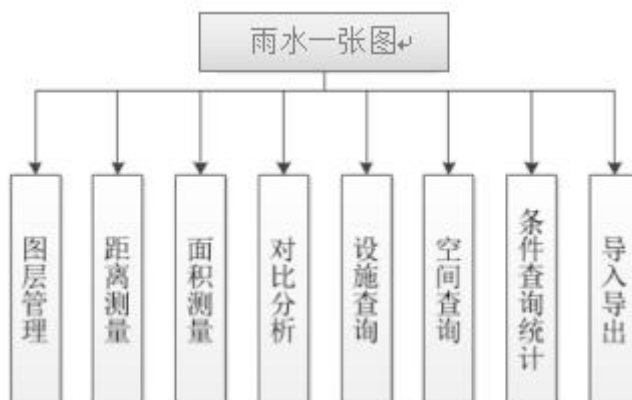 雨水一张图
图层管理
距离测量
面积测量
对比分析
设施查询
空间查询
条件查询统计
导入导出